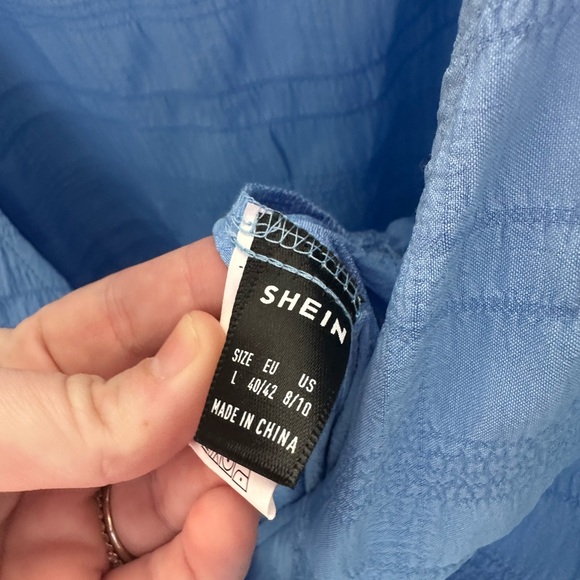 SHEIN
SIZE EU US
L 40/42 8/10
MADE IN CHINA